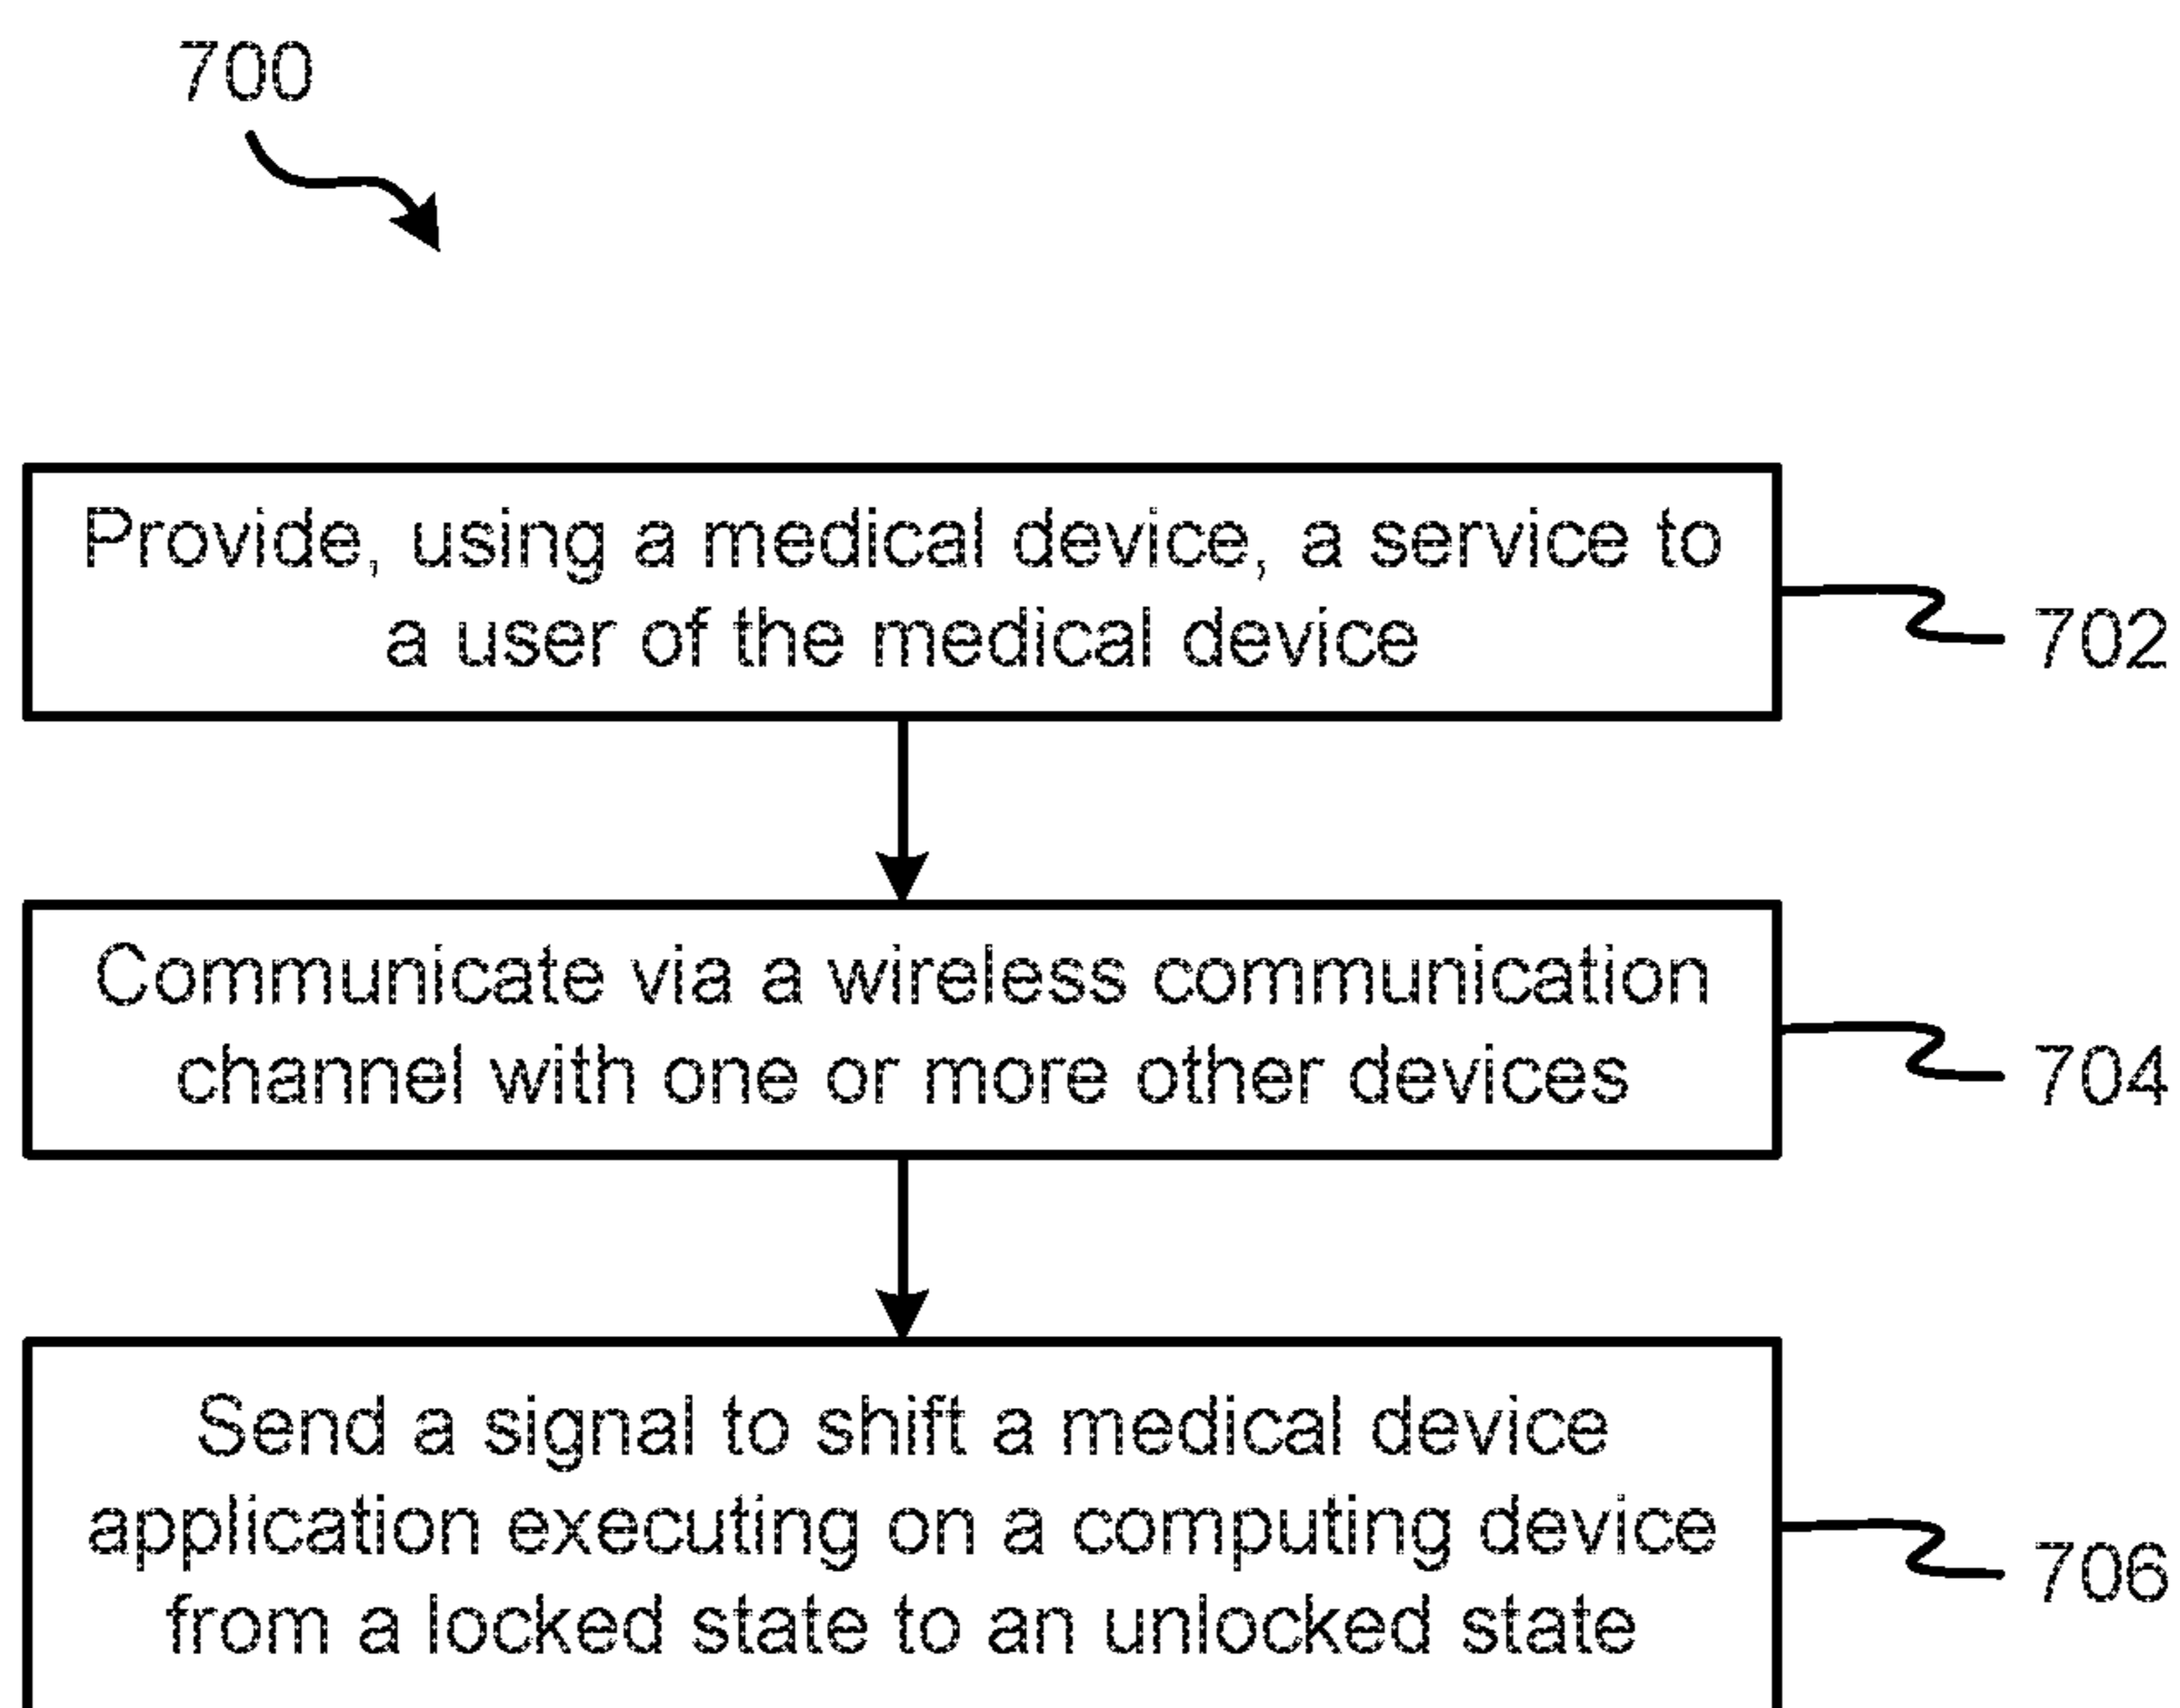 700
Provide, using a medical device, a service to
a user of the medical device
702
Communicate via a wireless communication
channel with one or more other devices
704
Send a signal to shift a medical device
application executing on a computing device
from a locked state to an unlocked state
706